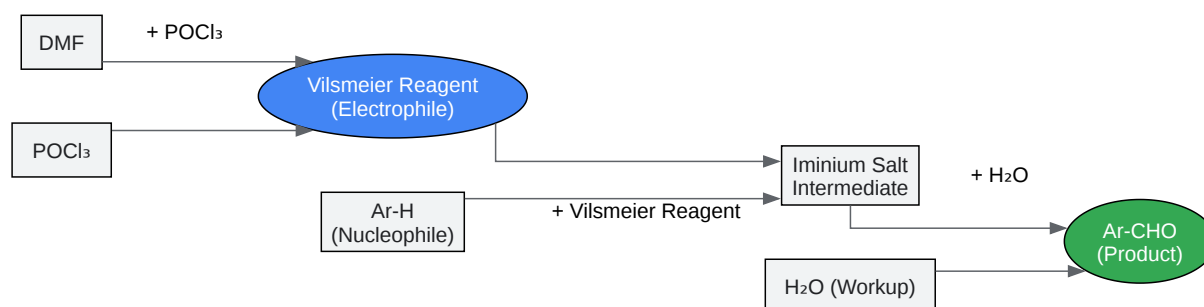 DMF
+ POCl₃
Vilsmeier Reagent
(Electrophile)
POCl₃
Iminium Salt
Intermediate
+ H₂O
Ar-H
(Nucleophile)
+ Vilsmeier Reagent
Ar-CHO
(Product)
H₂O (Workup)